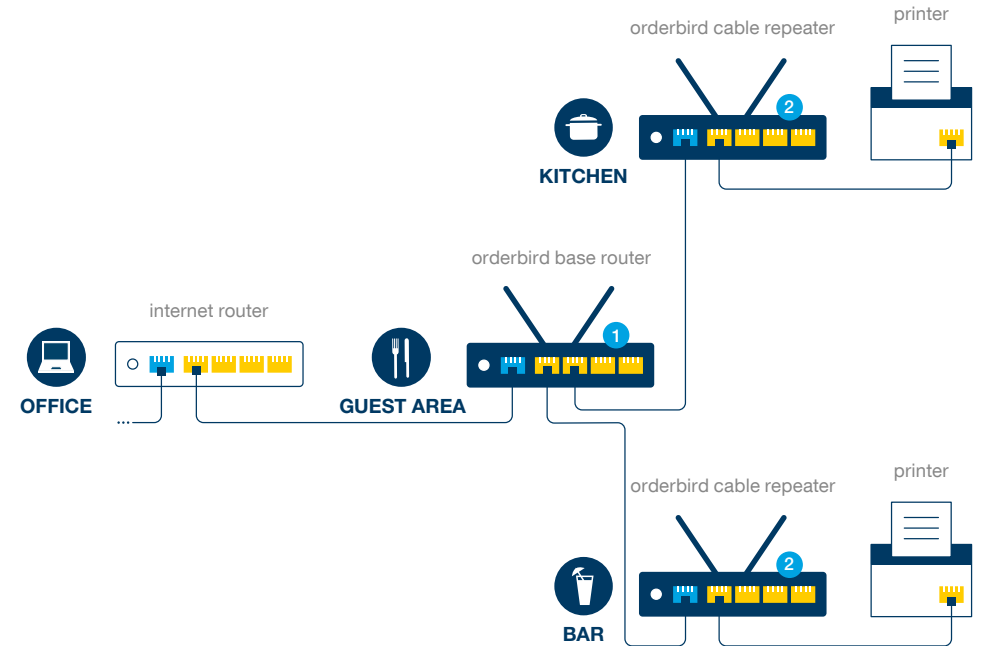 printer
orderbird cable repeater
2
KITCHEN
orderbird base router
internet router
1
OFFICE
GUEST AREA
...
printer
orderbird cable repeater
2
BAR